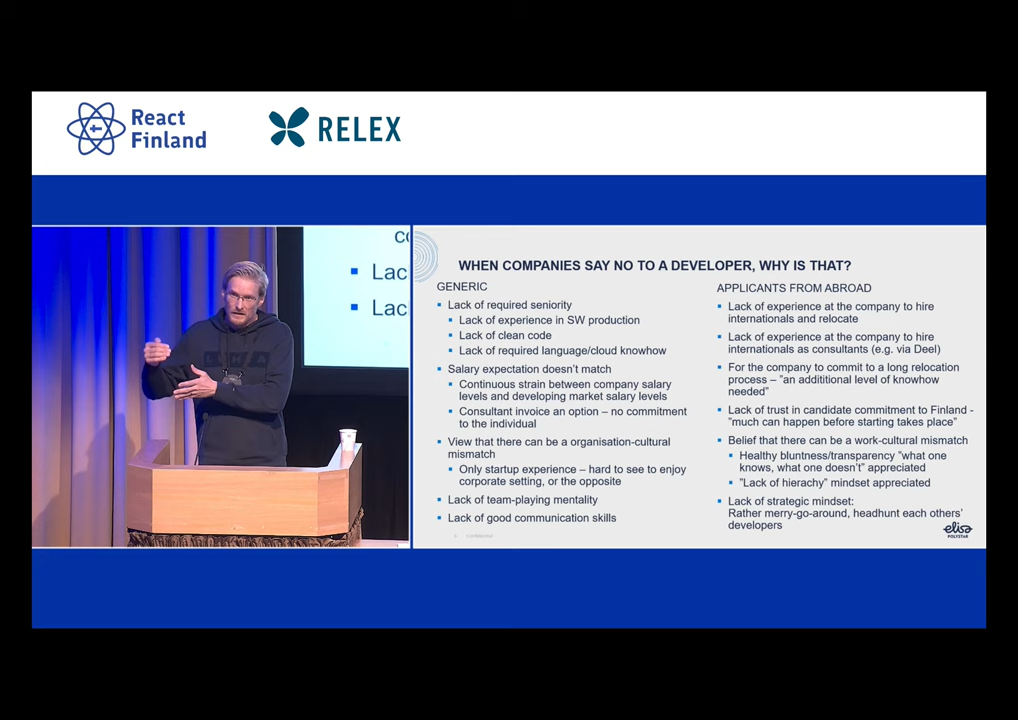 React
Finland
RELEX
co
Lac
Lac
WHEN COMPANIES SAY NO TO A DEVELOPER, WHY IS THAT?
GENERIC
Lack of required seniority
Lack of experience in SW production
Lack of clean code
Lack of required language/cloud knowhow
Salary expectation doesn't match
Continuous strain between company salary
levels and developing market salary levels
Consultant invoice an option – no commitment
to the individual
View that there can be a organisation-cultural
mismatch
Only startup experience – hard to see to enjoy
corporate setting, or the opposite
Lack of team-playing mentality
Lack of good communication skills
6 Confidential
APPLICANTS FROM ABROAD
Lack of experience at the company to hire
internationals and relocate
Lack of experience at the company to hire
internationals as consultants (e.g. via Deel)
For the company to commit to a long relocation
process – "an addititional level of knowhow
needed"
Lack of trust in candidate commitment to Finland -
"much can happen before starting takes place"
Belief that there can be a work-cultural mismatch
Healthy bluntness/transparency "what one
knows, what one doesn't" appreciated
"Lack of hierachy" mindset appreciated
Lack of strategic mindset:
Rather merry-go-around, headhunt each others'
developers
elisa
POLYSTAR